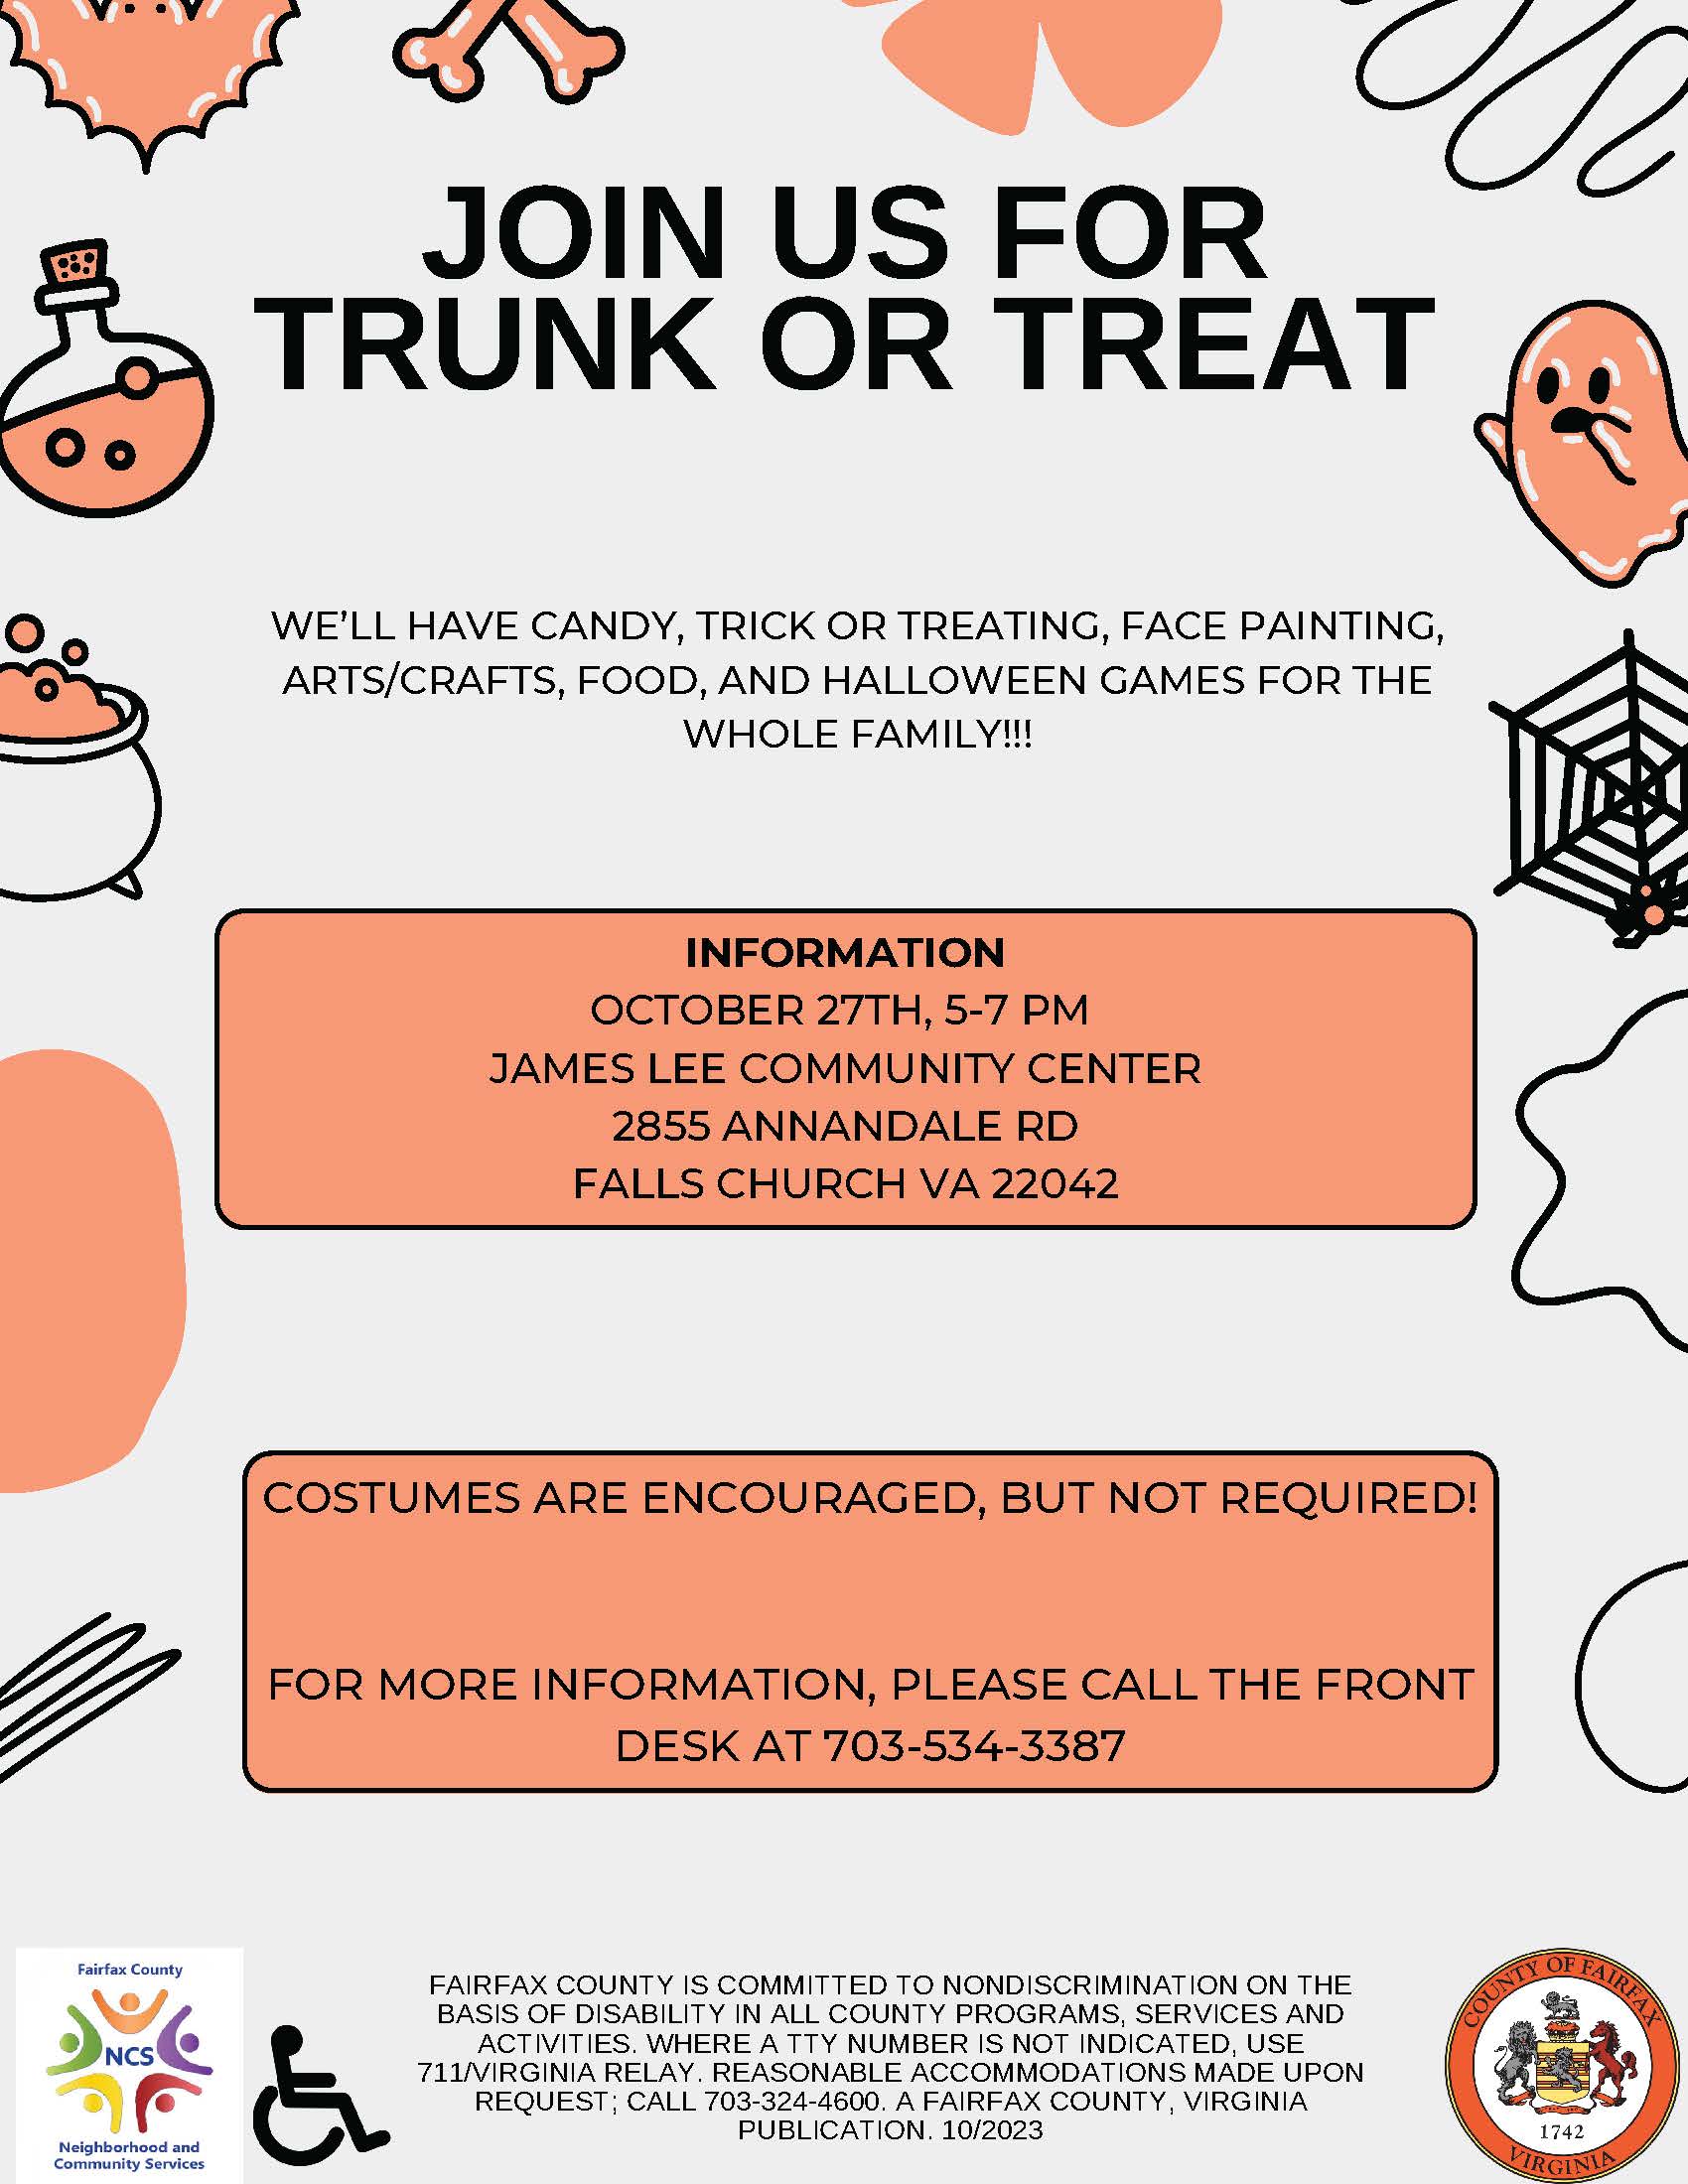 JOIN US FOR
TRUNK OR TREAT
WE'LL HAVE CANDY, TRICK OR TREATING, FACE PAINTING,
ARTS/CRAFTS, FOOD, AND HALLOWEEN GAMES FOR THE
WHOLE FAMILY!!!
INFORMATION
OCTOBER 27TH, 5-7 PM
JAMES LEE COMMUNITY CENTER
2855 ANNANDALE RD
FALLS CHURCH VA 22042
COSTUMES ARE ENCOURAGED, BUT NOT REQUIRED!
FOR MORE INFORMATION, PLEASE CALL THE FRONT
DESK AT 703-534-3387
Fairfax County
NCS
Neighborhood and
Community Services
FAIRFAX COUNTY IS COMMITTED TO NONDISCRIMINATION ON THE
BASIS OF DISABILITY IN ALL COUNTY PROGRAMS, SERVICES AND
ACTIVITIES. WHERE A TTY NUMBER IS NOT INDICATED, USE
711/VIRGINIA RELAY. REASONABLE ACCOMMODATIONS MADE UPON
REQUEST; CALL 703-324-4600. A FAIRFAX COUNTY, VIRGINIA
PUBLICATION. 10/2023
COUNTY OF FAIRFAX
1742
VIRGINIA